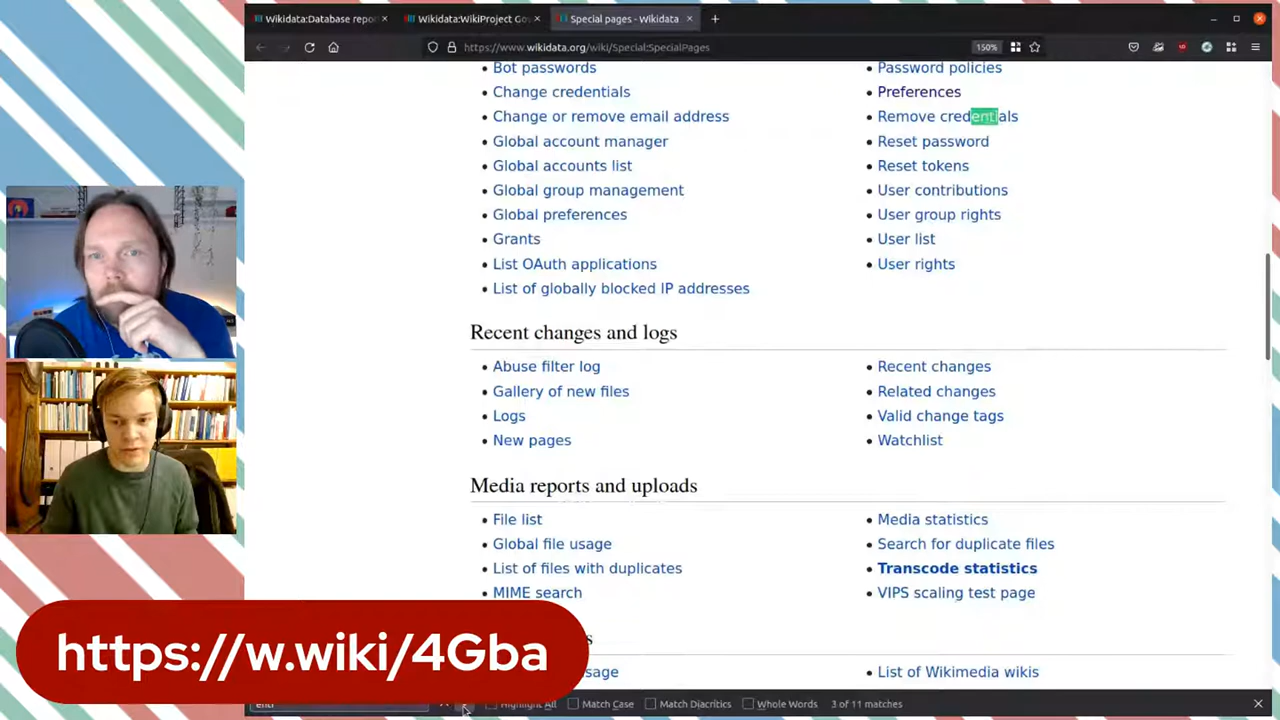 Wikidata:Database repor
Wikidata:WikiProject Gov
Special pages - Wikidata
https://www.wikidata.org/wiki/Special:SpecialPages
150%
Bot passwords
Change credentials
Change or remove email address
Global account manager
Global accounts list
Global group management
Global preferences
Grants
List OAuth applications
List of globally blocked IP addresses
Password policies
Preferences
Remove credentials
Reset password
Reset tokens
User contributions
User group rights
User list
User rights
Recent changes and logs
Abuse filter log
Gallery of new files
Logs
New pages
Recent changes
Related changes
Valid change tags
Watchlist
Media reports and uploads
File list
Global file usage
List of files with duplicates
MIME search
Media statistics
Search for duplicate files
Transcode statistics
VIPS scaling test page
List of Wikimedia wikis
https://w.wiki/4Gba
enti
Highlight All
Match Case
Match Diacritics
Whole Words
3 of 11 matches